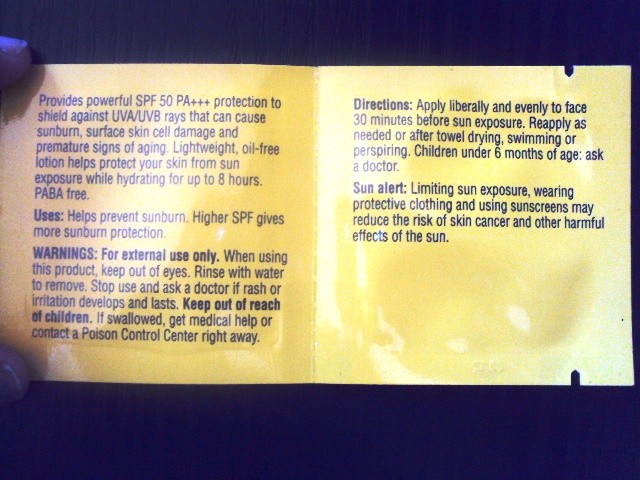 Provides powerful SPF 50 PA+++ protection to
shield against UVA/UVB rays that can cause
sunburn, surface skin cell damage and
premature signs of aging. Lightweight, oil-free
lotion helps protect your skin from sun
exposure while hydrating for up to 8 hours.
PABA free.
Uses: Helps prevent sunburn. Higher SPF gives
more sunburn protection.
WARNINGS: For external use only. When using
this product, keep out of eyes. Rinse with water
to remove. Stop use and ask a doctor if rash or
irritation develops and lasts. Keep out of reach
of children. If swallowed, get medical help or
contact a Poison Control Center right away.
Directions: Apply liberally and evenly to face
30 minutes before sun exposure. Reapply as
needed or after towel drying, swimming or
perspiring. Children under 6 months of age: ask
a doctor.
Sun alert: Limiting sun exposure, wearing
protective clothing and using sunscreens may
reduce the risk of skin cancer and other harmful
effects of the sun.